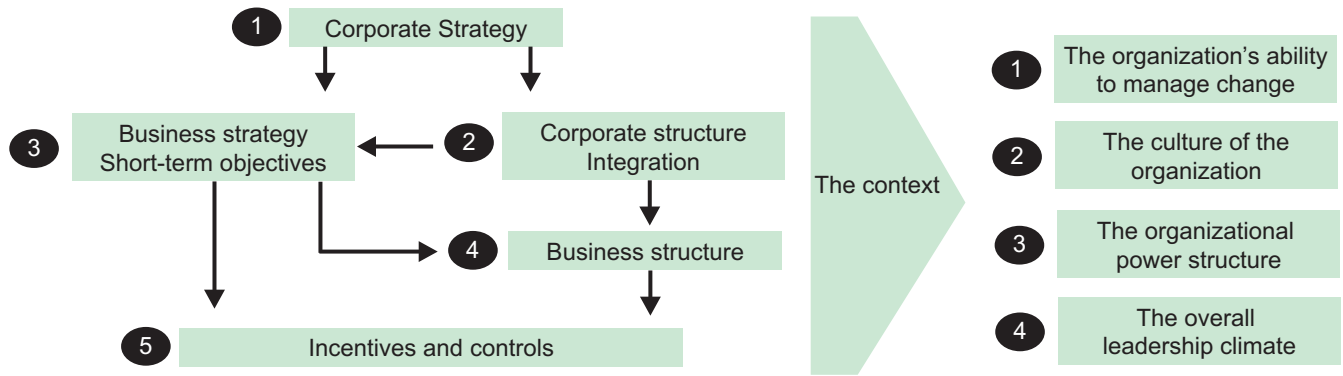 1
Corporate Strategy
3
Business strategy
Short-term objectives
2
Corporate structure
Integration
4
Business structure
5
Incentives and controls
The context
1
The organization’s ability
to manage change
2
The culture of the
organization
3
The organizational
power structure
4
The overall
leadership climate